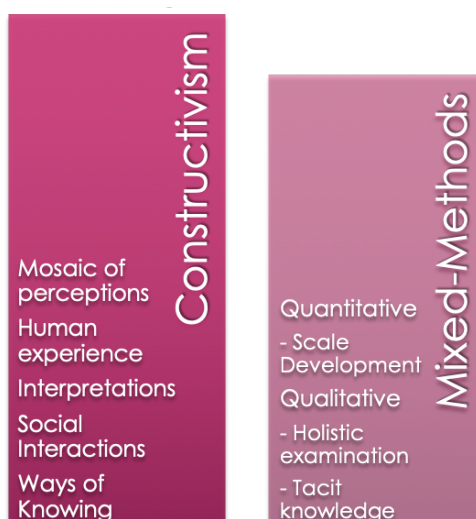 Constructivism
Mosaic of
perceptions
Human
experience
Interpretations
Social
Interactions
Ways of
Knowing
Mixed-Methods
Quantitative
- Scale
Development
Qualitative
- Holistic
examination
- Tacit
knowledge